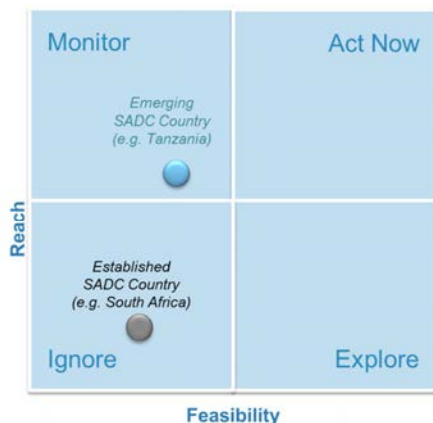 Monitor
Act Now
Emerging
SADC Country
(e.g. Tanzania)
Reach
Established
SADC Country
(e.g. South Africa)
Ignore
Explore
Feasibility